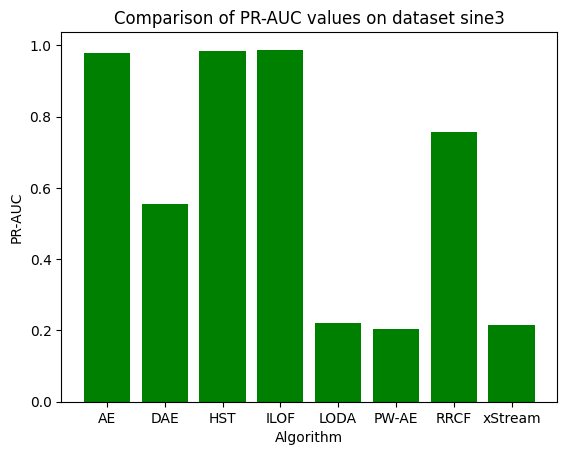 Comparison of PR-AUC values on dataset sine3
PR-AUC
1.0
0.8
0.6
0.4
0.2
0.0
AE DAE HST ILOF LODA PW-AE RRCF xStream
Algorithm